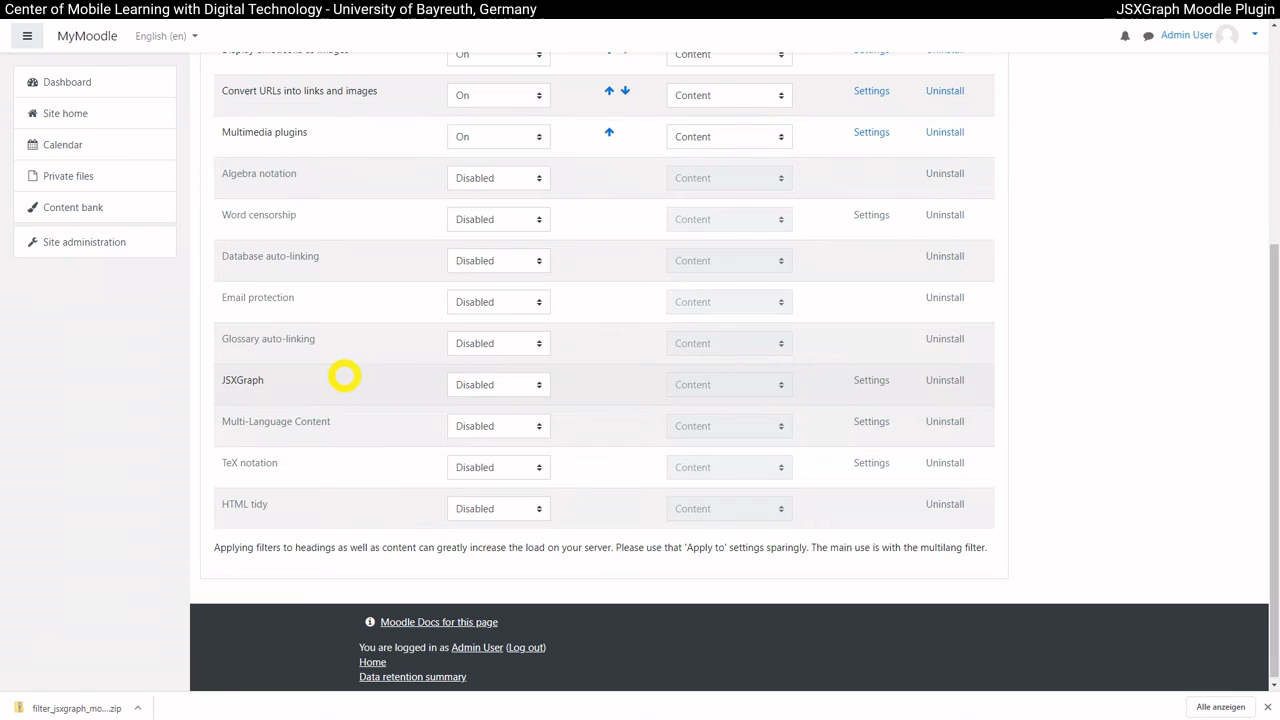 Center of Mobile Learning with Digital Technology - University of Bayreuth, Germany JSXGraph Moodle Plugin
MyMoodle English (en) Admin User
Display emoticons as images On Content Settings Uninstall
Dashboard
Convert URLs into links and images On Content Settings Uninstall
Site home
Multimedia plugins On Content Settings Uninstall
Calendar
Algebra notation Disabled Content Uninstall
Private files
Content bank
Word censorship Disabled Content Settings Uninstall
Site administration
Database auto-linking Disabled Content Uninstall
Email protection Disabled Content Uninstall
Glossary auto-linking Disabled Content Uninstall
JSXGraph Disabled Content Settings Uninstall
Multi-Language Content Disabled Content Settings Uninstall
TeX notation Disabled Content Settings Uninstall
HTML tidy Disabled Content Uninstall
Applying filters to headings as well as content can greatly increase the load on your server. Please use that 'Apply to' settings sparingly. The main use is with the multilang filter.
Moodle Docs for this page
You are logged in as Admin User (Log out)
Home
Data retention summary
filter_jsxgraph_mo....zip Alle anzeigen